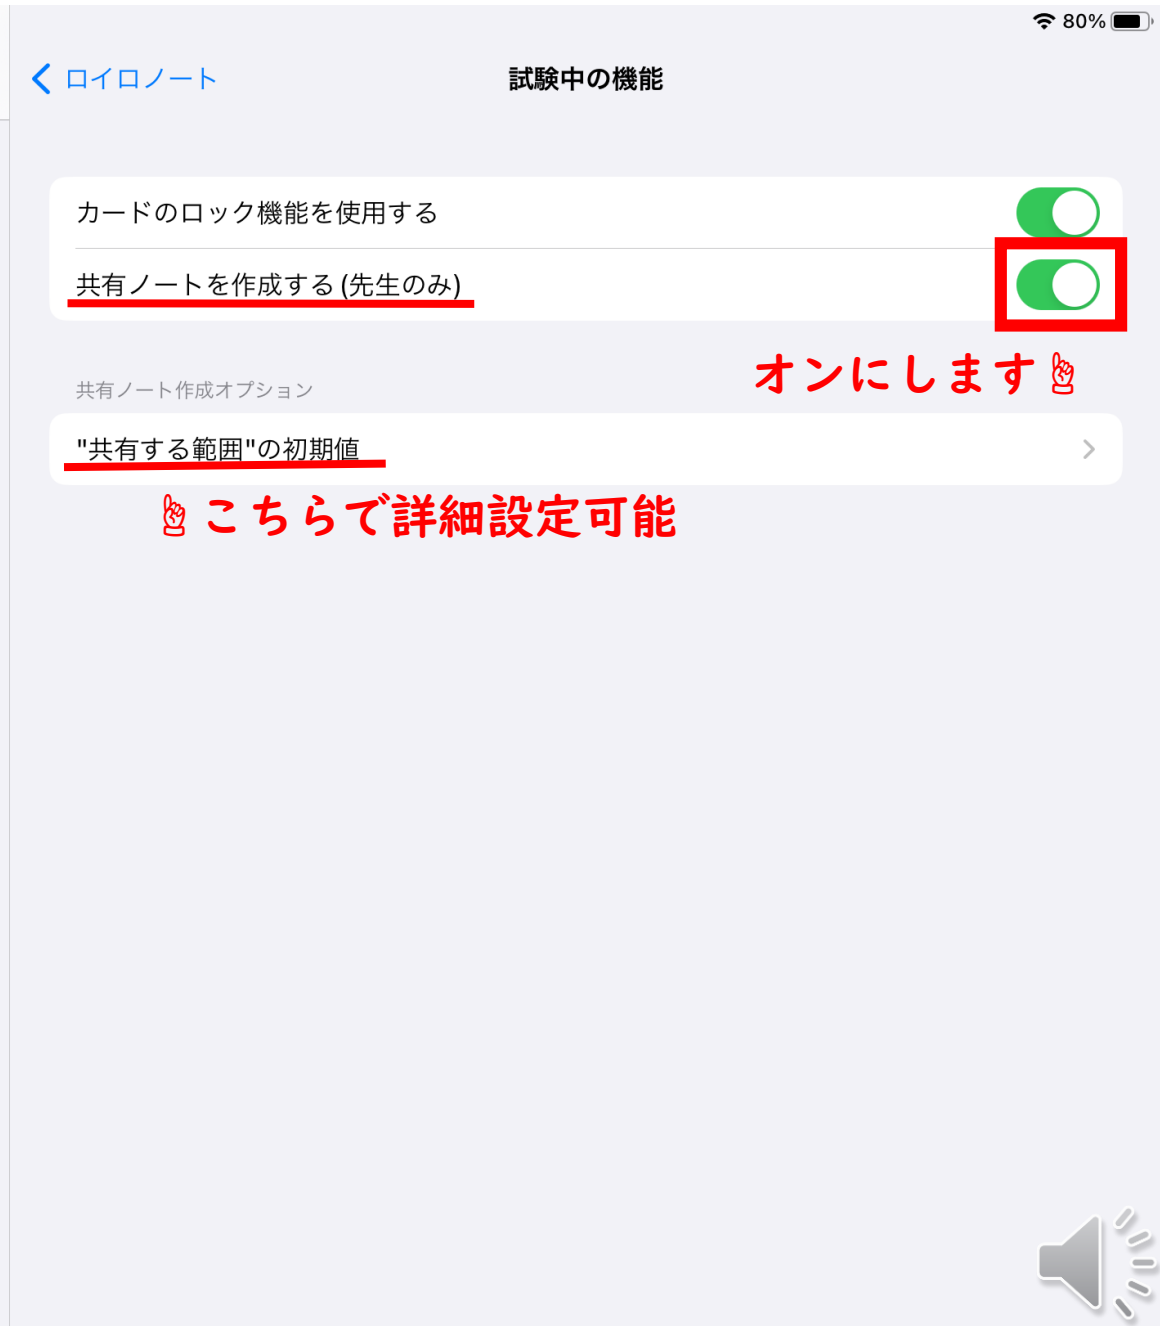 80%
ロイロノート
試験中の機能
カードのロック機能を使用する
共有ノートを作成する(先生のみ)
オンにします☝
共有ノート作成オプション
"共有する範囲"の初期値
☝こちらで詳細設定可能